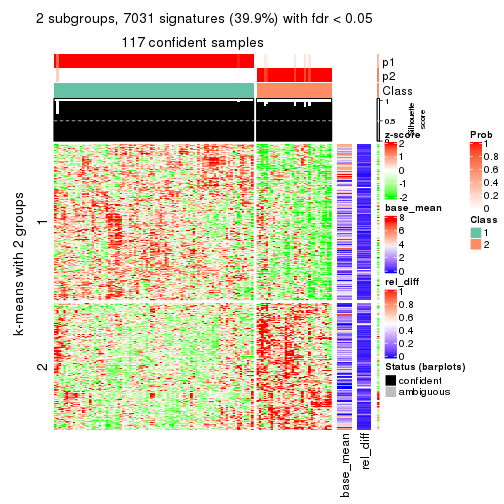 2 subgroups, 7031 signatures (39.9%) with fdr < 0.05
117 confident samples
p1
p2
Class
1
0.5
0
Silhouette
score
k-means with 2 groups
1
2
base_mean
rel_diff
z-score
2
1
0
-1
-2
base_mean
8
6
4
2
0
rel_diff
1
0.8
0.6
0.4
0.2
0
Status (barplots)
confident
ambiguous
Prob
1
0.8
0.6
0.4
0.2
0
Class
1
2